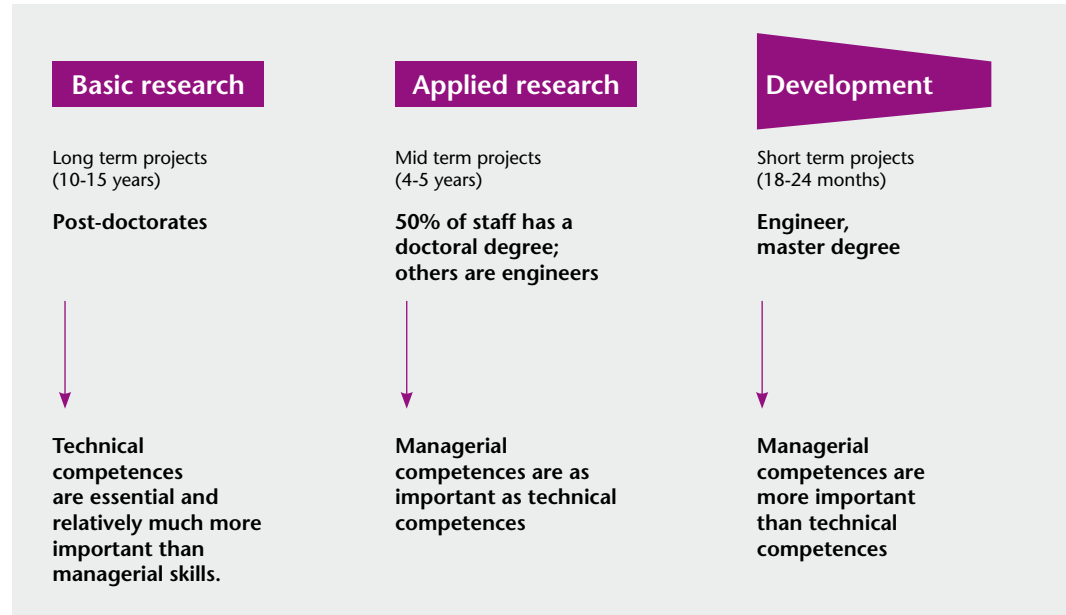 Basic research
Long term projects
(10-15 years)
Post-doctorates
Technical
competences
are essential and
relatively much more
important than
managerial skills.
Applied research
Mid term projects
(4-5 years)
50% of staff has a
doctoral degree;
others are engineers
Managerial
competences are as
important as technical
competences
Development
Short term projects
(18-24 months)
Engineer,
master degree
Managerial
competences are
more important
than technical
competences